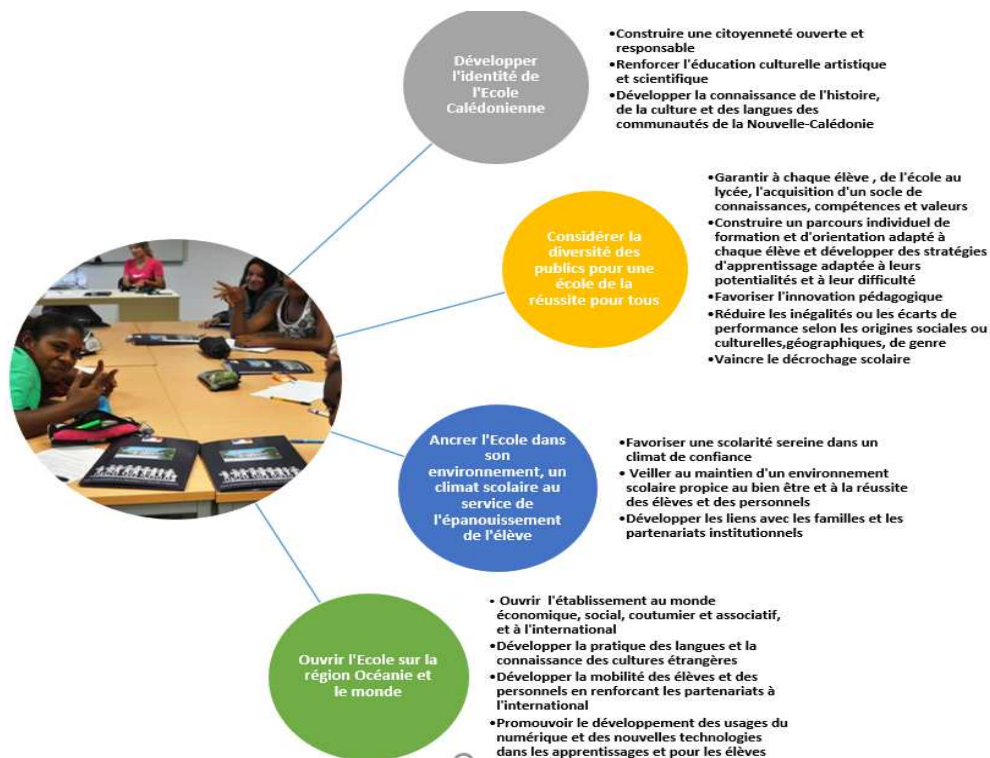 Développer
l'identité de
l'Ecole
Calédonienne
•Construire une citoyenneté ouverte et
responsable
•Renforcer l'éducation culturelle artistique
et scientifique
•Développer la connaissance de l'histoire,
de la culture et des langues des
communautés de la Nouvelle-Calédonie
Considérer la
diversité des
publics pour une
école de la
réussite pour tous
•Garantir à chaque élève , de l'école au
lycée, l'acquisition d'un socle de
connaissances, compétences et valeurs
•Construire un parcours individuel de
formation et d'orientation adapté à
chaque élève et développer des stratégies
d'apprentissage adaptée à leurs
potentialités et à leur difficulté
•Favoriser l'innovation pédagogique
•Réduire les inégalités ou les écarts de
performance selon les origines sociales ou
culturelles,géographiques, de genre
•Vaincre le décrochage scolaire
Ancrer l'Ecole dans
son
environnement, un
climat scolaire au
service de
l'épanouissement
de l'élève
•Favoriser une scolarité sereine dans un
climat de confiance
• Veiller au maintien d'un environnement
scolaire propice au bien être et à la réussite
des élèves et des personnels
•Développer les liens avec les familles et les
partenariats institutionnels
Ouvrir l'Ecole sur la
région Océanie et
le monde
• Ouvrir l'établissement au monde
économique, social, coutumier et associatif,
et à l'international
•Développer la pratique des langues et la
connaissance des cultures étrangères
•Développer la mobilité des élèves et des
personnels en renforçant les partenariats à
l'international
•Promouvoir le développement des usages du
numérique et des nouvelles technologies
dans les apprentissages et pour les élèves